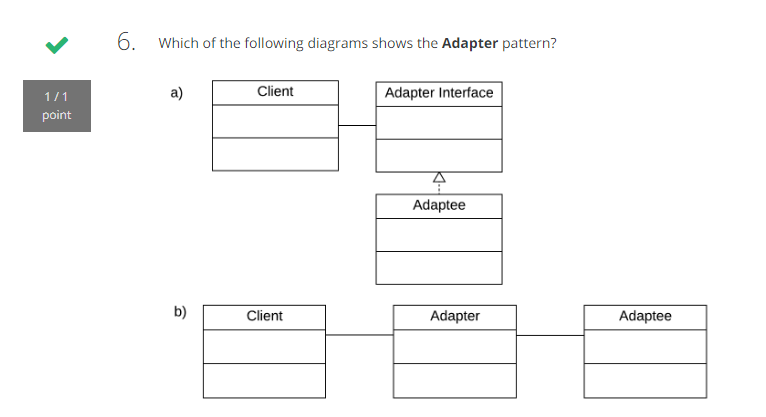 6. Which of the following diagrams shows the Adapter pattern?
1 / 1
point
a)
Client
Adapter Interface
Adaptee
b)
Client
Adapter
Adaptee